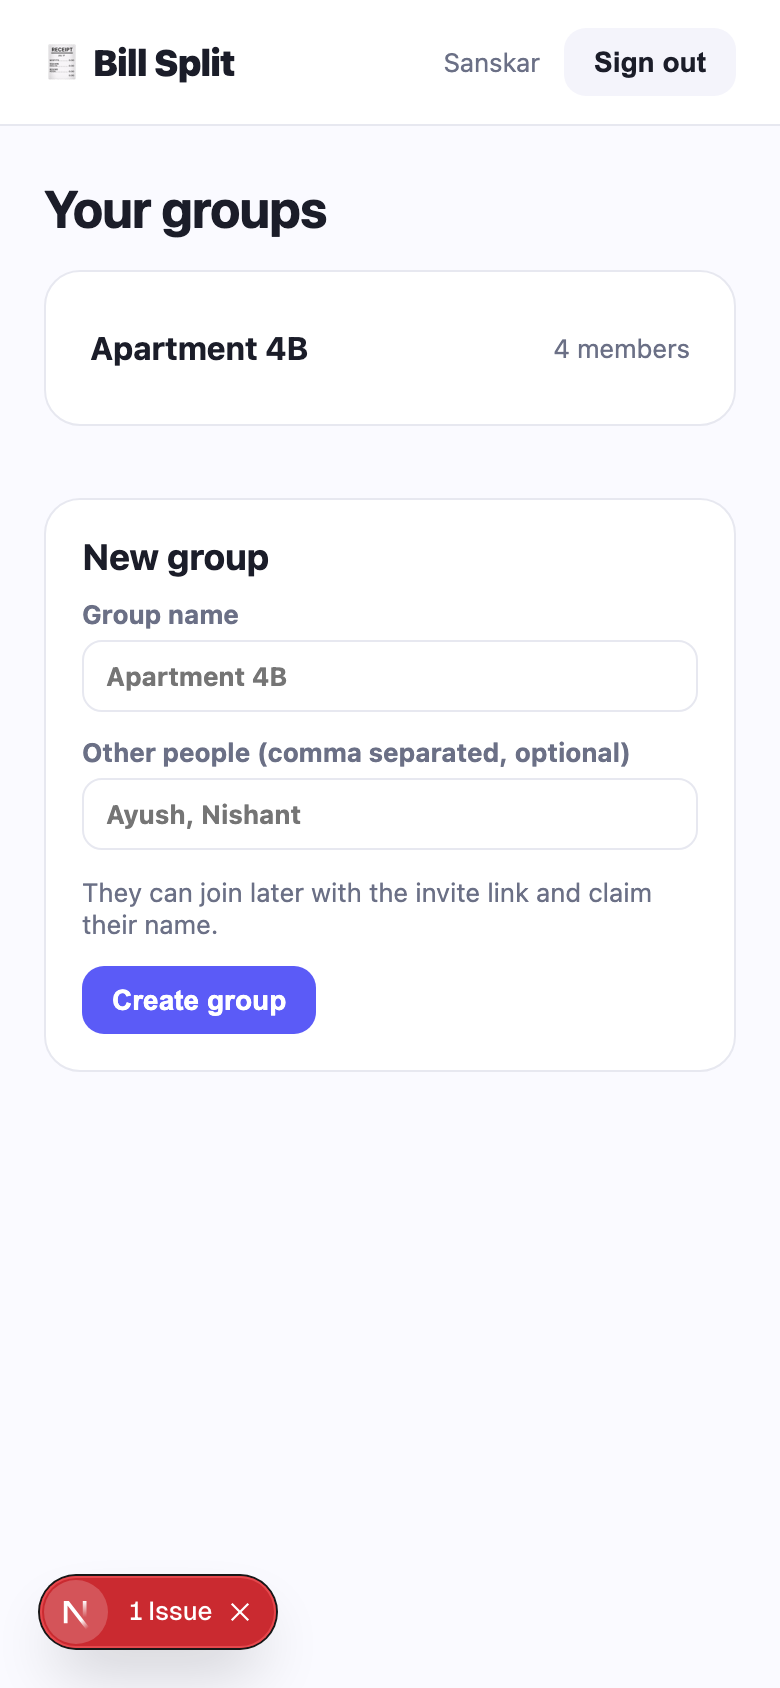 RECEIPT
Bill Split
Sanskar
Sign out
Your groups
Apartment 4B
4 members
New group
Group name
Apartment 4B
Other people (comma separated, optional)
Ayush, Nishant
They can join later with the invite link and claim
their name.
Create group
N
1 Issue